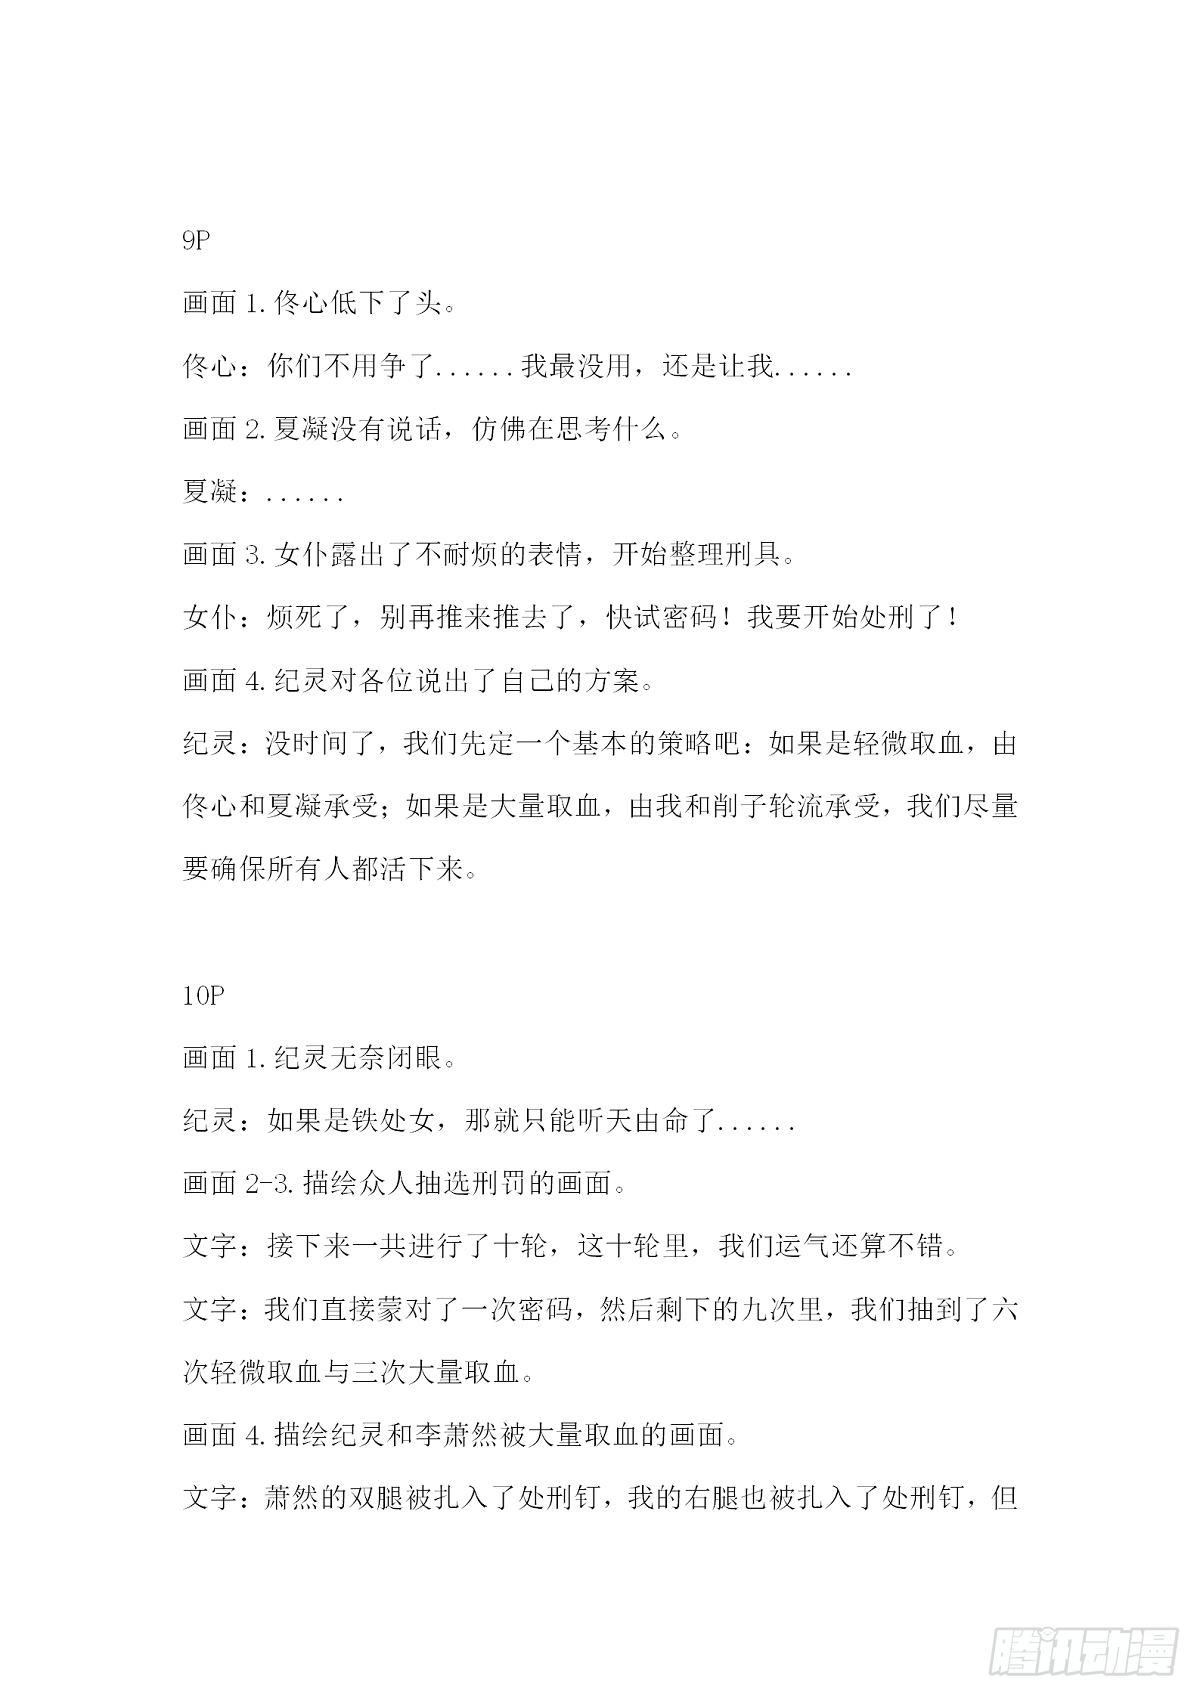 9P
画面 1.佟心低下了头。
佟心：你们不用争了......我最没用，还是让我......
画面 2.夏凝没有说话，仿佛在思考什么。
夏凝：......
画面 3.女仆露出了不耐烦的表情，开始整理刑具。
女仆：烦死了，别再推来推去了，快试密码！我要开始处刑了！
画面 4.纪灵对各位说出了自己的方案。
纪灵：没时间了，我们先定一个基本的策略吧：如果是轻微取血，由
佟心和夏凝承受；如果是大量取血，由我和削子轮流承受，我们尽量
要确保所有人都活下来。
10P
画面 1.纪灵无奈闭眼。
纪灵：如果是铁处女，那就只能听天由命了......
画面 2-3.描绘众人抽选刑罚的画面。
文字：接下来一共进行了十轮，这十轮里，我们运气还算不错。
文字：我们直接蒙对了一次密码，然后剩下的九次里，我们抽到了六
次轻微取血与三次大量取血。
画面 4.描绘纪灵和李萧然被大量取血的画面。
文字：萧然的双腿被扎入了处刑钉，我的右腿也被扎入了处刑钉，但
腾讯动漫